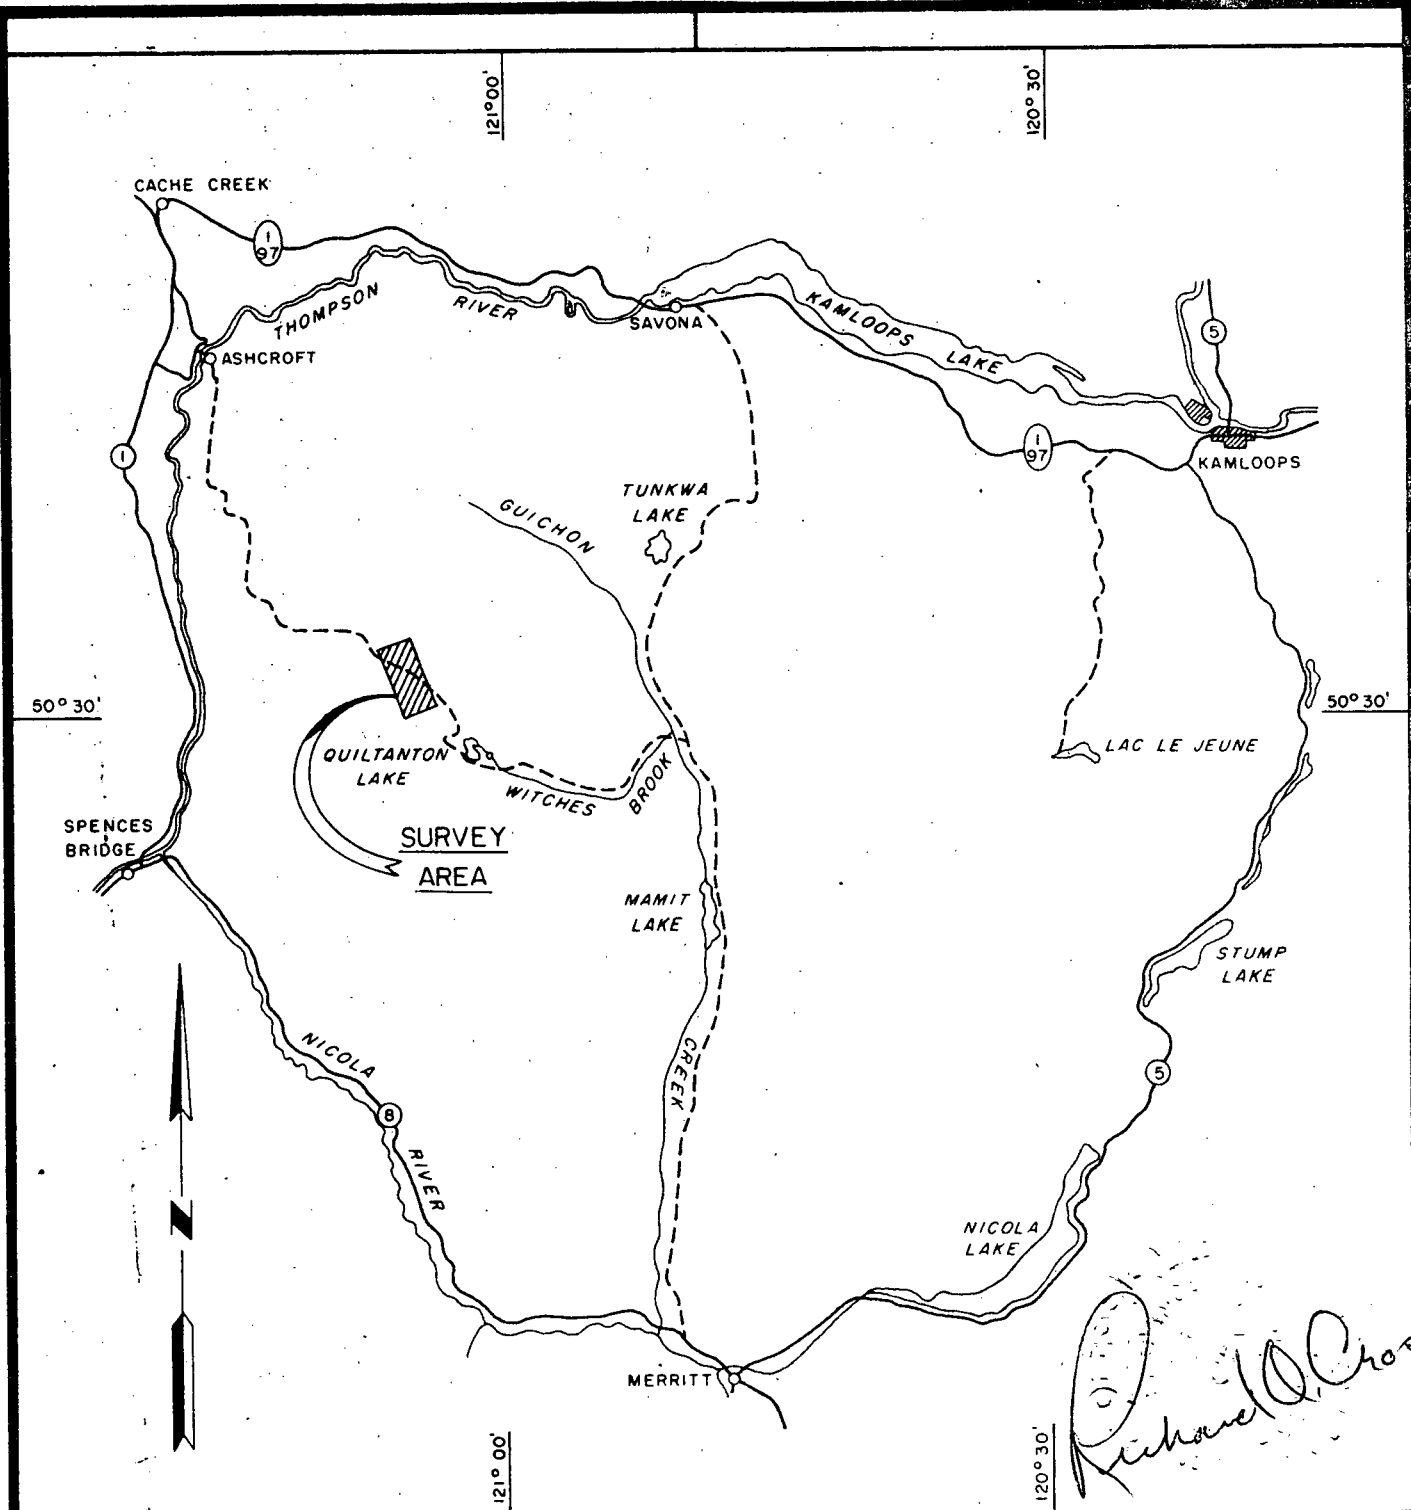 121° 00'
120° 30'
CACHE CREEK
1
97
THOMPSON
RIVER
SAVONA
KAMLOOPS
LAKE
5
ASHCROFT
1
1
97
KAMLOOPS
TUNKWA
LAKE
GUICHON
50° 30'
50° 30'
QUILTANTON
LAKE
WITCHES
BROOK
LAC LE JEUNE
SPENCES
BRIDGE
SURVEY
AREA
MAMIT
LAKE
STUMP
LAKE
NICOLA
CREEK
5
8
RIVER
N
NICOLA
LAKE
MERRITT
Richard O.
121° 00'
120° 30'